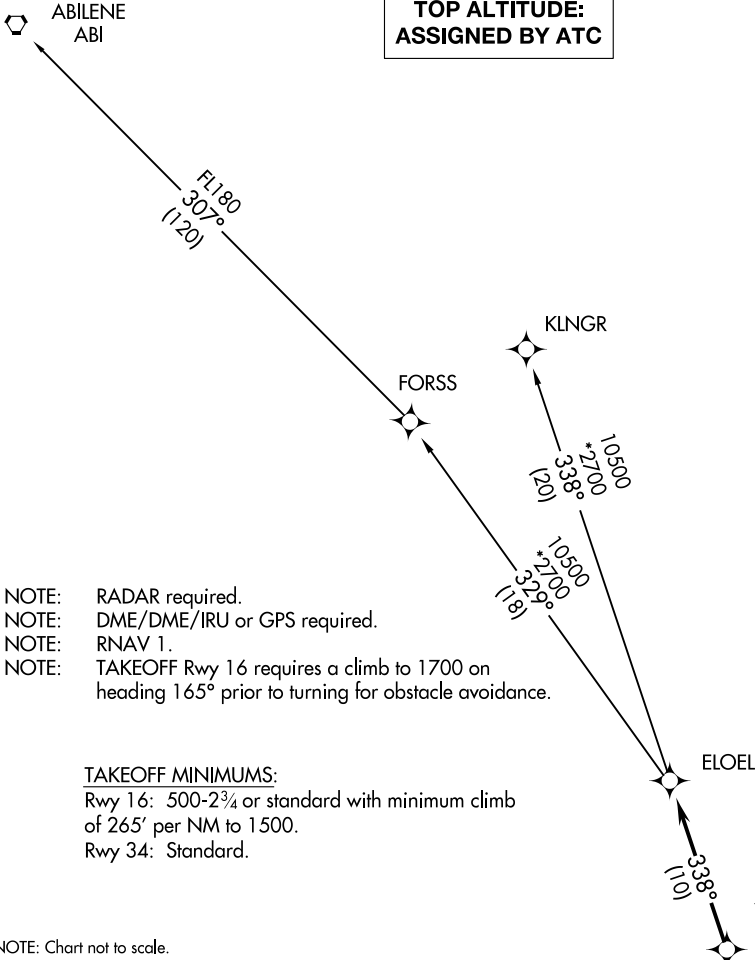 ABILENE
ABI
TOP ALTITUDE:
ASSIGNED BY ATC
FL180
307°
(120)
KLNGR
FORSS
10500
*2700
338°
(20)
10500
*2700
329°
(18)
NOTE: RADAR required.
NOTE: DME/DME/IRU or GPS required.
NOTE: RNAV 1.
NOTE: TAKEOFF Rwy 16 requires a climb to 1700 on
heading 165° prior to turning for obstacle avoidance.
ELOEL
TAKEOFF MINIMUMS:
Rwy 16: 500-2¾ or standard with minimum climb
of 265' per NM to 1500.
Rwy 34: Standard.
338°
(10)
NOTE: Chart not to scale.